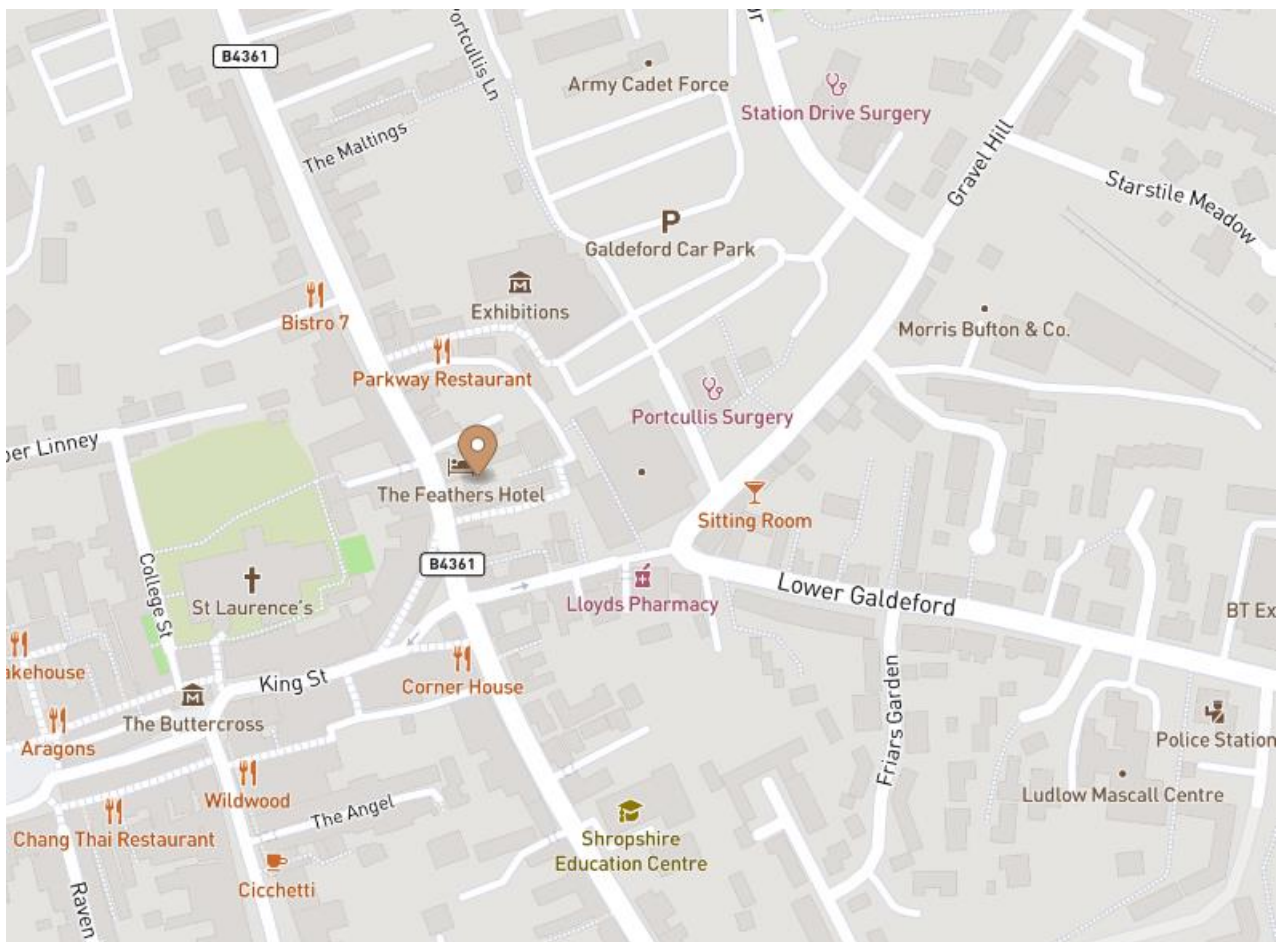 B4361
Portcullis Ln
Army Cadet Force
Station Drive Surgery
The Maltings
Gravel Hill
Starstile Meadow
P
Galdeford Car Park
Exhibitions
Bistro 7
Morris Bufton & Co.
Parkway Restaurant
Portcullis Surgery
Linney
The Feathers Hotel
Sitting Room
B4361
College St
St Laurence's
Lloyds Pharmacy
Lower Galdeford
King St
Corner House
Friars Garden
The Buttercross
Aragons
Police Station
Wildwood
The Angel
Ludlow Mascall Centre
Chang Thai Restaurant
Shropshire
Education Centre
Cicchetti
Raven
BT Ex